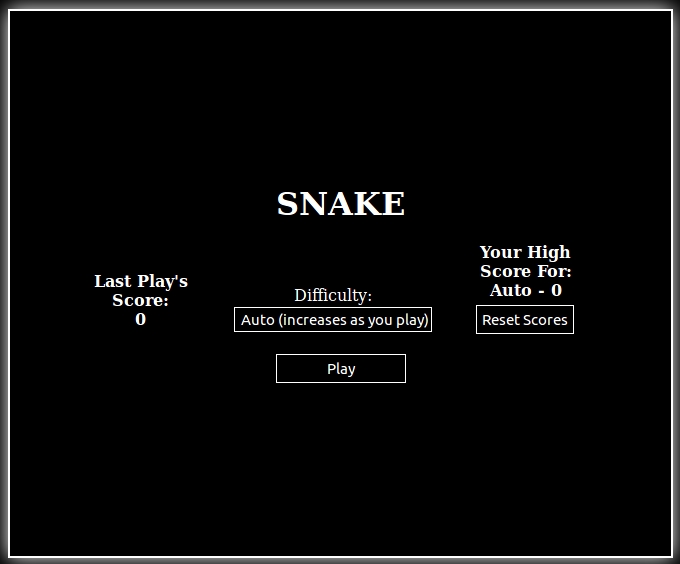 SNAKE
Last Play's
Score:
0
Difficulty:
Auto (increases as you play)
Play
Your High
Score For:
Auto - 0
Reset Scores